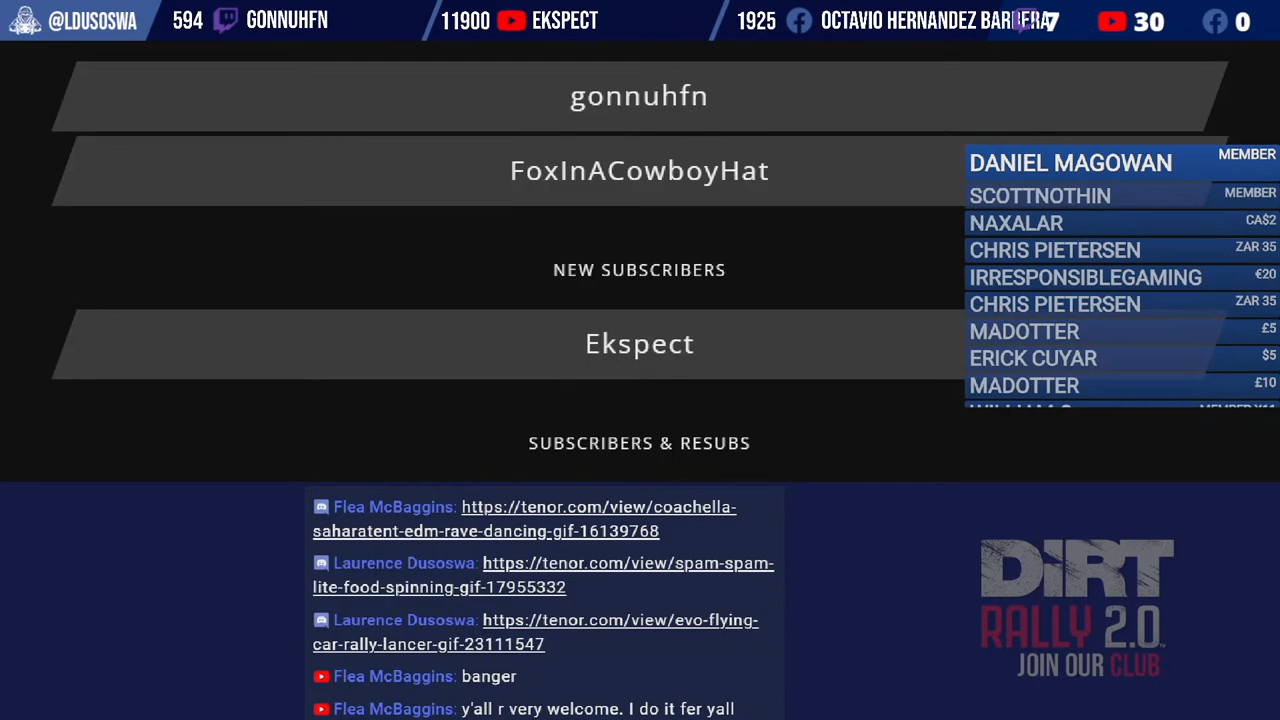 @LDUSOSWA 594 GONNUHFN 11900 EKSPECT 1925 OCTAVIO HERNANDEZ BARRERA 7 30 0
gonnuhfn
FoxInACowboyHat
NEW SUBSCRIBERS
Ekspect
SUBSCRIBERS & RESUBS
DANIEL MAGOWAN MEMBER
SCOTTNOTHIN MEMBER
NAXALAR CA$2
CHRIS PIETERSEN ZAR 35
IRRESPONSIBLEGAMING €20
CHRIS PIETERSEN ZAR 35
MADOTTER £5
ERICK CUYAR $5
MADOTTER £10
Flea McBaggins: https://tenor.com/view/coachella-
saharatent-edm-rave-dancing-gif-16139768
Laurence Dusoswa: https://tenor.com/view/spam-spam-
lite-food-spinning-gif-17955332
Laurence Dusoswa: https://tenor.com/view/evo-flying-
car-rally-lancer-gif-23111547
Flea McBaggins: banger
Flea McBaggins: y'all r very welcome. I do it fer yall
DiRT
RALLY 2.0
JOIN OUR CLUB